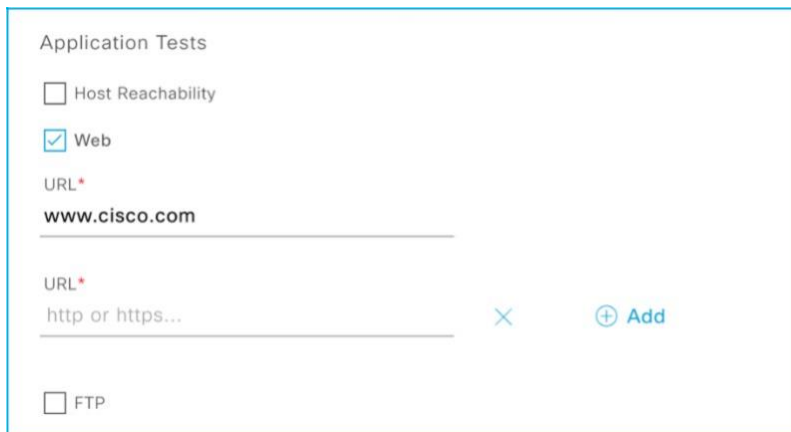 Application Tests
Host Reachability
Web
URL*
www.cisco.com
URL*
http or https...
Add
FTP